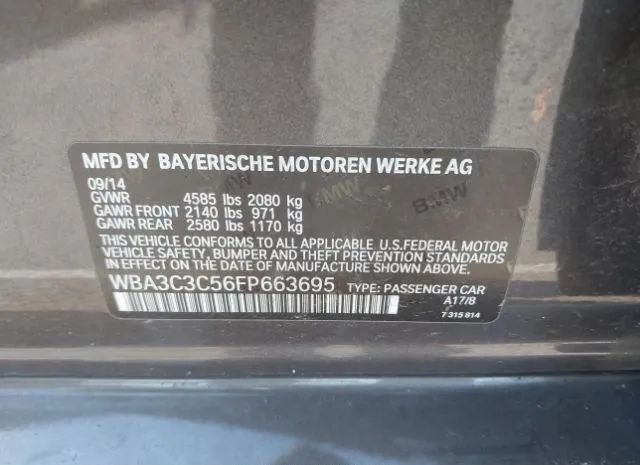 MFD BY BAYERISCHE MOTOREN WERKE AG
09/14
GVWR 4585 lbs 2080 kg
GAWR FRONT 2140 lbs 971 kg
GAWR REAR 2580 lbs 1170 kg
THIS VEHICLE CONFORMS TO ALL APPLICABLE U.S.FEDERAL MOTOR
VEHICLE SAFETY, BUMPER AND THEFT PREVENTION STANDARDS IN
EFFECT ON THE DATE OF MANUFACTURE SHOWN ABOVE.
WBA3C3C56FP663695 TYPE: PASSENGER CAR
A17/8
7 315 814
BMW
BMW